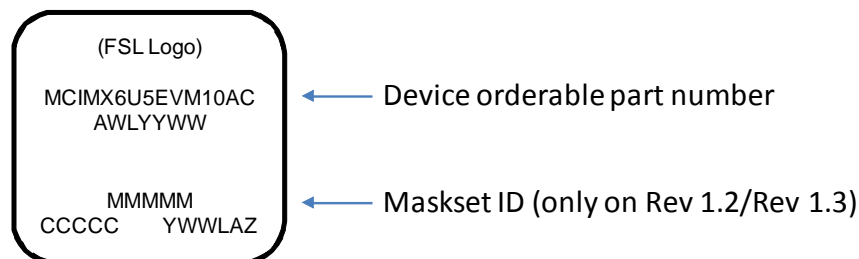 (FSL Logo)
MCIMX6U5EVM10AC
AWLYYWW
Device orderable part number
MMMMM
Maskset ID (only on Rev 1.2/Rev 1.3)
CCCCC YWWLAZ